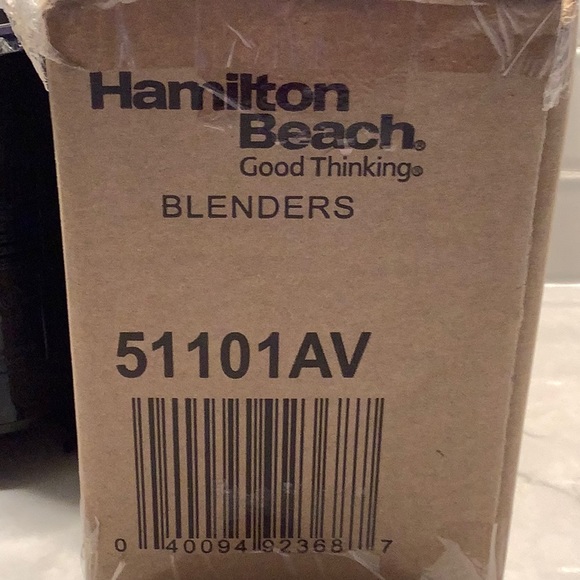 Hamilton
Beach®
Good Thinking®
BLENDERS
51101AV
0 40094 92368 7